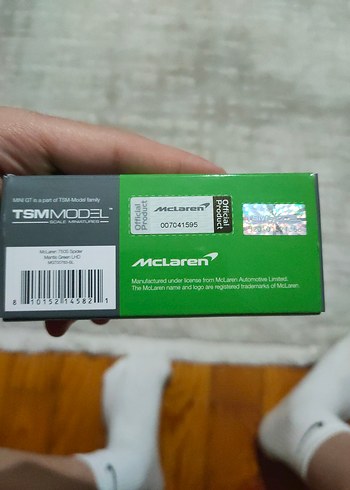 MINI GT is a part of TSM-Model family
TSMMODEL™
SCALE MINIATURES
McLaren 750S Spider
Mantis Green LHD
8 10152 14582 1
Official Product
McLaren
007041595
Official Product
McLaren
Manufactured under license from McLaren Automotive Limited.
The McLaren name and logo are registered trademarks of McLaren.